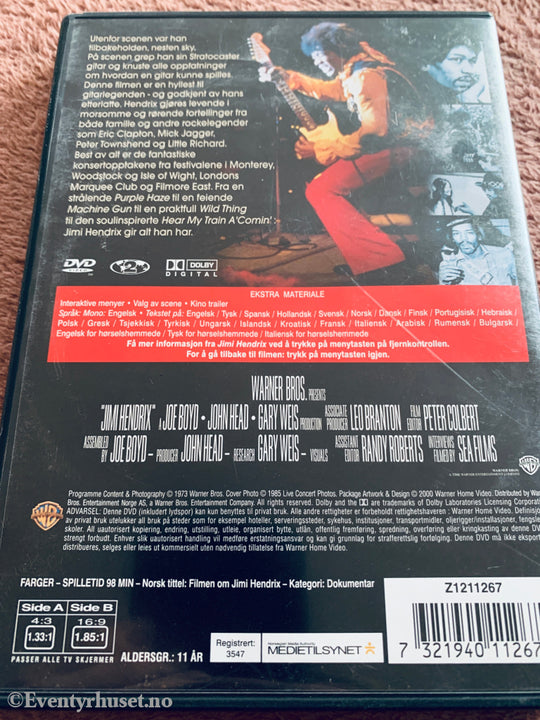 Utenfor scenen var han
tilbakeholden, nesten sky.
På scenen grep han sin Stratocaster
gitar og knuste alle oppfatninger
om hvordan en gitar kunne spilles.
Denne filmen er en hyllest til
gitarlegenden - og godkjent av hans
etterlatte. Hendrix gjøres levende i
morsomme og rørende fortellinger fra
både familie og andre rockelegender
som Eric Clapton, Mick Jagger,
Peter Townshend og Little Richard.
Best av alt er de fantastiske
konsertopptakene fra festivalene i Monterey,
Woodstock og Isle of Wight, Londons
Marquee Club og Filmore East. Fra en
strålende Purple Haze til en feiende
Machine Gun til en praktfull Wild Thing
til den soulinspirerte Hear My Train A'Comin' :
Jimi Hendrix gir alt han har.
DVD
VIDEO
2
DOLBY
DIGITAL
EKSTRA MATERIALE
Interaktive menyer • Valg av scene • Kino trailer
Språk: Mono: Engelsk • Tekstet på: Engelsk / Tysk / Spansk / Hollandsk / Svensk / Norsk / Dansk / Finsk / Portugisisk / Hebraisk /
Polsk / Gresk / Tsjekkisk / Tyrkisk / Ungarsk / Islandsk / Kroatisk / Fransk / Italiensk / Arabisk / Rumensk / Bulgarsk /
Engelsk for hørselshemmede / Tysk for hørselshemmede / Italiensk for hørselshemmede
Få mer informasjon fra Jimi Hendrix ved å trykke på menytasten på fjernkontrollen.
For å gå tilbake til filmen: trykk på menytasten igjen.
WARNER BROS.
PRESENTS
"JIMI HENDRIX" A JOE BOYD • JOHN HEAD • GARY WEIS PRODUCTION ASSOCIATE PRODUCER LEO BRANTON FILM EDITOR PETER COLBERT
ASSEMBLED BY JOE BOYD - PRODUCER JOHN HEAD - RESEARCH GARY WEIS - VISUALS ASSISTANT EDITOR RANDY ROBERTS INTERVIEWS FILMED BY SEA FILMS
WARNER BROS.
Programme Content & Photography © 1973 Warner Bros. Cover Photo © 1985 Live Concert Photos. Package Artwork & Design © 2000 Warner Home Video. Distributed by Wa
Bros. Entertainment Norge AS, a Warner Bros. Entertainment Company. All rights reserved. Dolby and the DD are trademarks of Dolby Laboratories Licensing Corporat
ADVARSEL: Denne DVD (inkludert lydspor) kan kun benyttes til privat bruk. Alle andre rettigheter er forbeholdt rettighetshaveren : Warner Home Video. Definisjo
av privat bruk utelukker all bruk på steder som for eksempel hoteller, serveringssteder, sykehus, institusjoner, transportmidler, oljerigger/installasjoner, fengsle
skoler. All uautorisert kopiering, endring, utstilling, utleie, organisert bytte, utlån, offentlig fremføring, spredning, overføring eller visning av denne DVD e
strengt forbudt. Enhver slik uautorisert handling vil medføre erstatningsansvar og kan gi grunnlag for strafferettslig forfølgelse. Denne DVD må ikke eksport
distribueres, selges eller leies ut kommersielt uten nødvendig tillatelse fra Warner Home Video.
FARGER – SPILLETID 98 MIN – Norsk tittel: Filmen om Jimi Hendrix – Kategori: Dokumentar
Z1211267
Side A Side B
4:3 16:9
1.33:1 1.85:1
PASSER ALLE TV SKJERMER
ALDERSGR.: 11 ÅR
Registrert:
3547
Norwegian Media Authority
MEDIETILSYNET
7 321940 11267
©Eventyrhuset.no